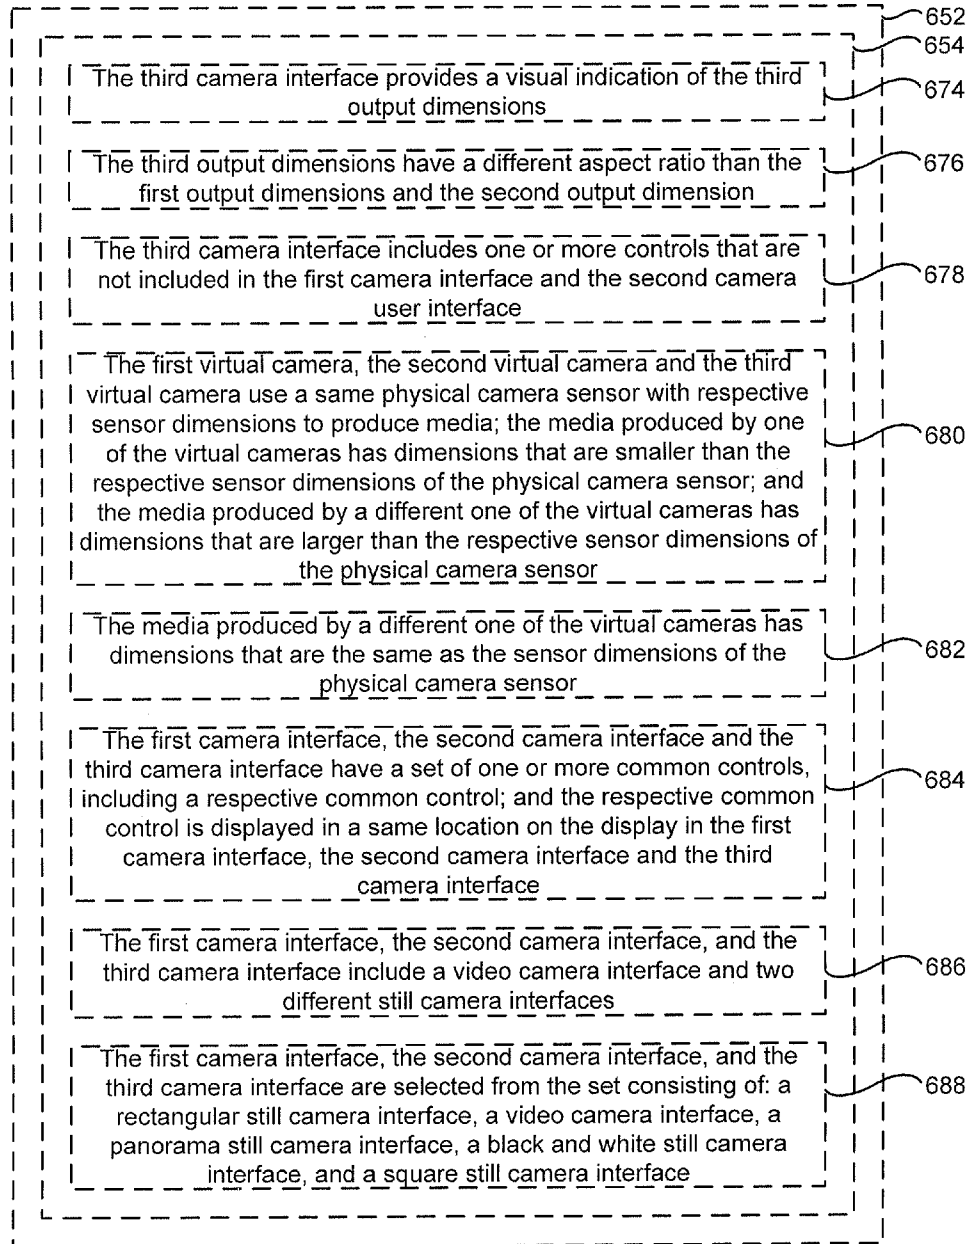 652
654
The third camera interface provides a visual indication of the third
output dimensions
674
The third output dimensions have a different aspect ratio than the
first output dimensions and the second output dimension
676
The third camera interface includes one or more controls that are
not included in the first camera interface and the second camera
user interface
678
The first virtual camera, the second virtual camera and the third
virtual camera use a same physical camera sensor with respective
sensor dimensions to produce media; the media produced by one
of the virtual cameras has dimensions that are smaller than the
respective sensor dimensions of the physical camera sensor; and
the media produced by a different one of the virtual cameras has
dimensions that are larger than the respective sensor dimensions of
the physical camera sensor
680
The media produced by a different one of the virtual cameras has
dimensions that are the same as the sensor dimensions of the
physical camera sensor
682
The first camera interface, the second camera interface and the
third camera interface have a set of one or more common controls,
including a respective common control; and the respective common
control is displayed in a same location on the display in the first
camera interface, the second camera interface and the third
camera interface
684
The first camera interface, the second camera interface, and the
third camera interface include a video camera interface and two
different still camera interfaces
686
The first camera interface, the second camera interface, and the
third camera interface are selected from the set consisting of: a
rectangular still camera interface, a video camera interface, a
panorama still camera interface, a black and white still camera
interface, and a square still camera interface
688